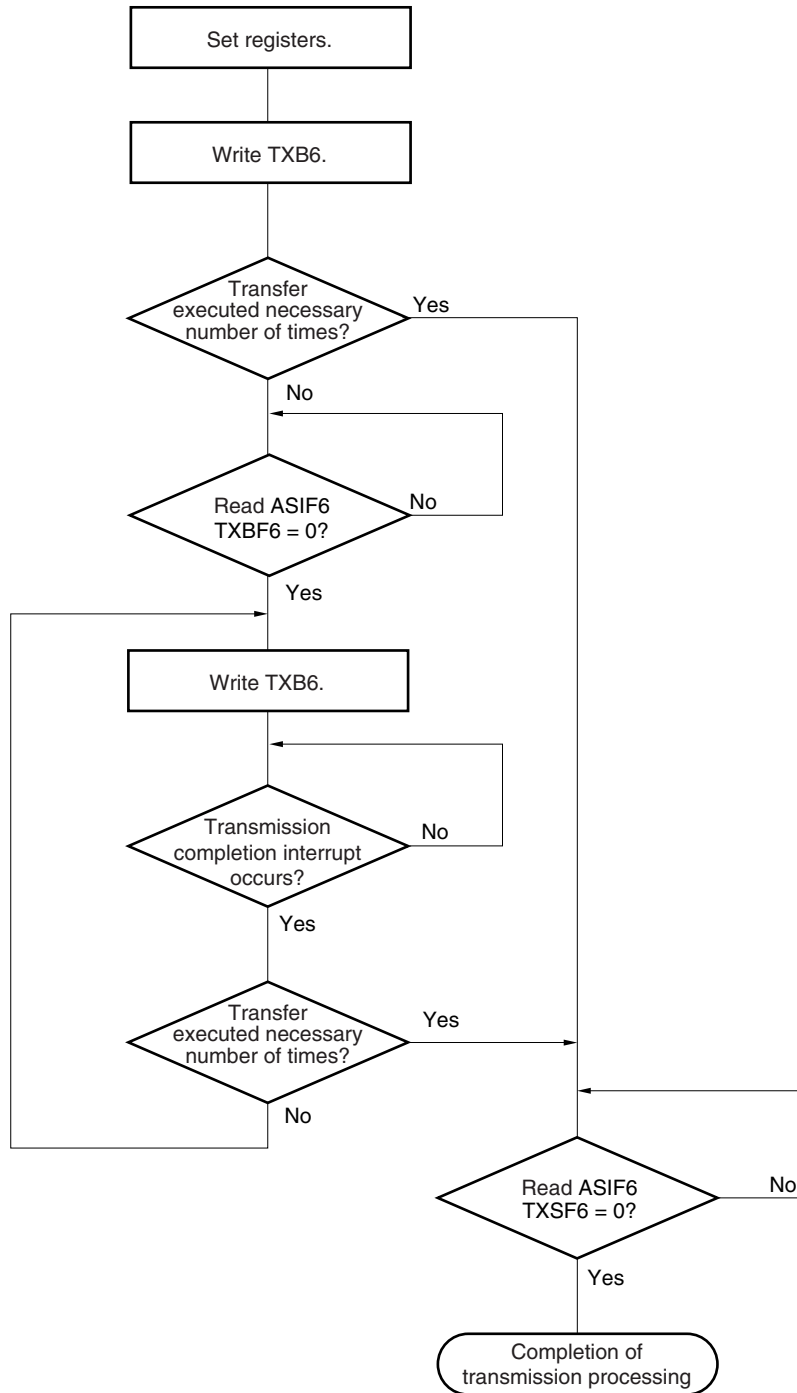 Set registers.
Write TXB6.
Transfer
executed necessary
number of times?
Yes
No
Read ASIF6
TXBF6 = 0?
No
Yes
Write TXB6.
Transmission
completion interrupt
occurs?
No
Yes
Transfer
executed necessary
number of times?
Yes
No
Read ASIF6
TXSF6 = 0?
No
Yes
Completion of
transmission processing